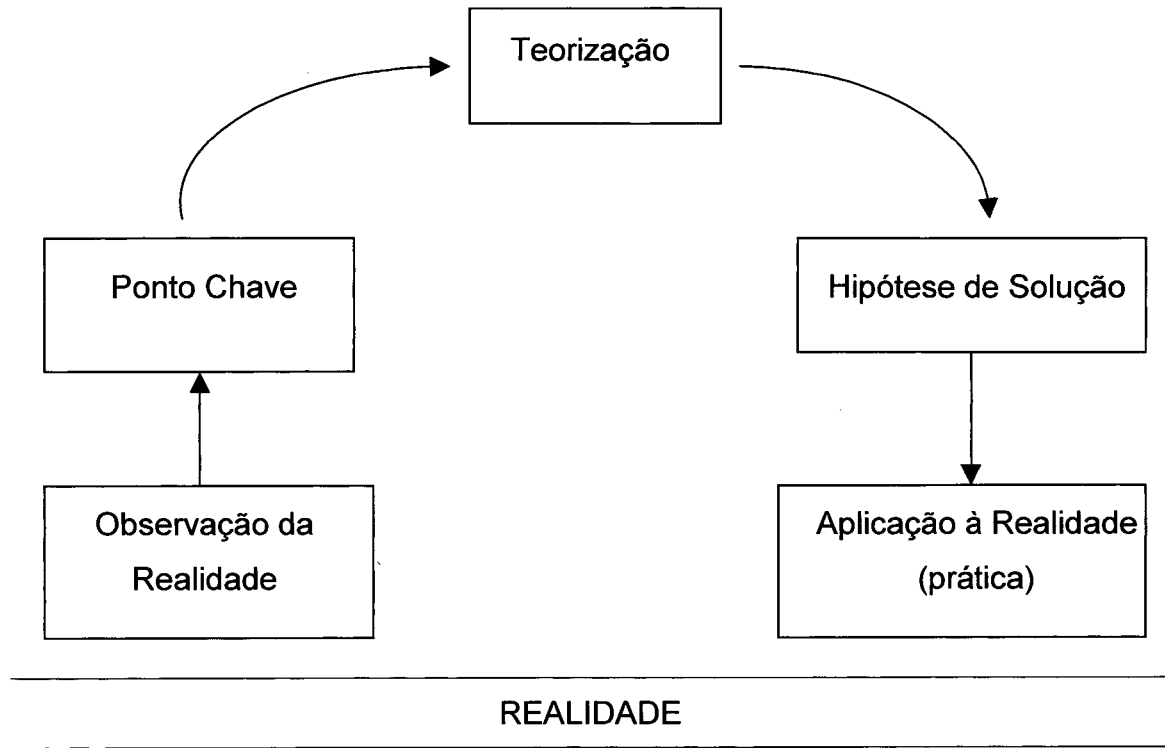 Teorização
Ponto Chave
Hipótese de Solução
Observação da
Realidade
Aplicação à Realidade
(prática)
REALIDADE